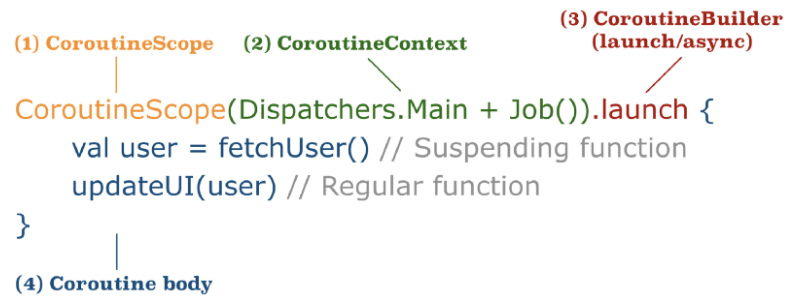 (3) CoroutineBuilder
(1) CoroutineScope (2) CoroutineContext (launch/async)
CoroutineScope(Dispatchers.Main + Job()).launch {
val user = fetchUser() // Suspending function
updateUI(user) // Regular function
}
(4) Coroutine body